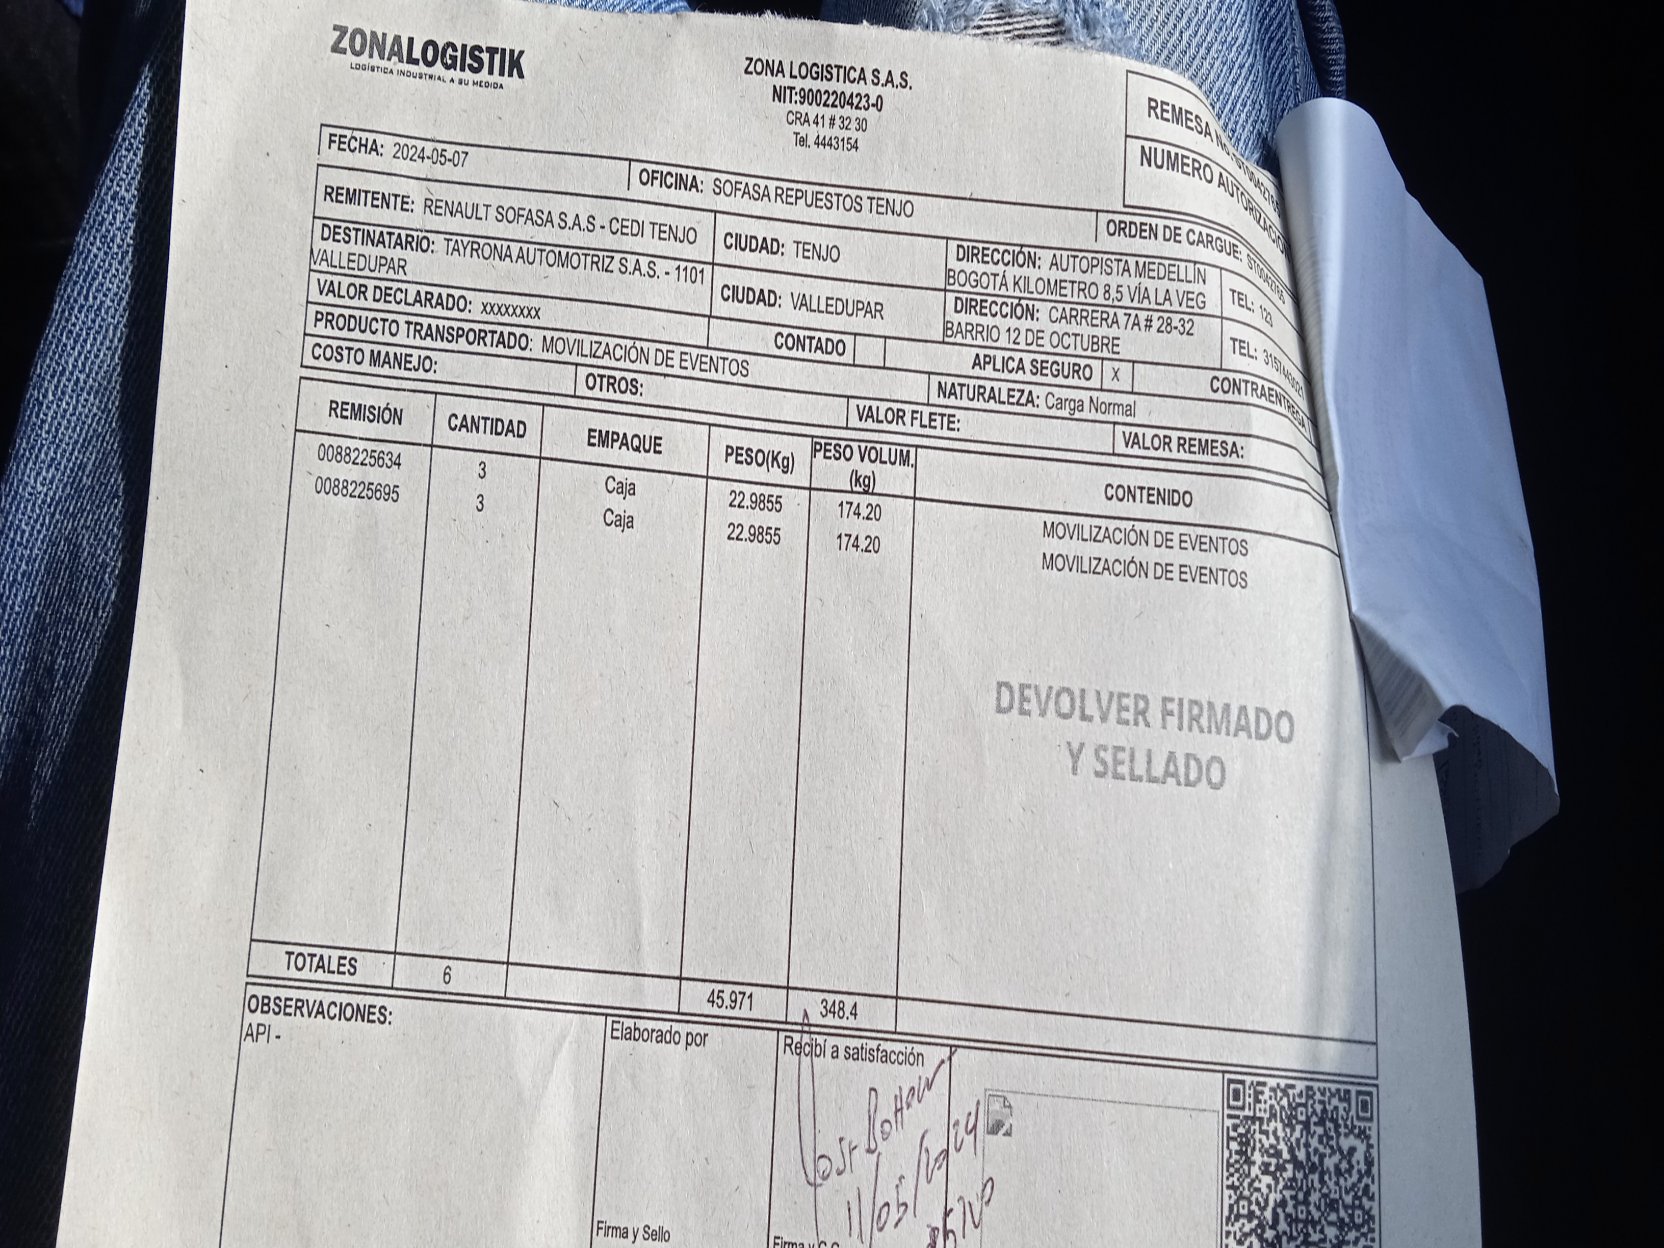 ZONALOGISTIK
LOGÍSTICA INDUSTRIAL A SU MEDIDA
ZONA LOGISTICA S.A.S.
NIT:900220423-0
CRA 41 # 32 30
Tel. 4443154
REMESA
NUMERO AUTORIZACIO
FECHA: 2024-05-07
OFICINA: SOFASA REPUESTOS TENJO
ORDEN DE CARGUE:
REMITENTE: RENAULT SOFASA S.A.S - CEDI TENJO
CIUDAD: TENJO
DIRECCIÓN: AUTOPISTA MEDELLÍN
BOGOTÁ KILOMETRO 8,5 VÍA LA VEG
TEL: 123
DESTINATARIO: TAYRONA AUTOMOTRIZ S.A.S. - 1101
VALLEDUPAR
CIUDAD: VALLEDUPAR
DIRECCIÓN: CARRERA 7A # 28-32
BARRIO 12 DE OCTUBRE
TEL:
VALOR DECLARADO: xxxxxxxx
CONTADO
APLICA SEGURO X
CONTRAENTREGA
PRODUCTO TRANSPORTADO: MOVILIZACIÓN DE EVENTOS
NATURALEZA: Carga Normal
COSTO MANEJO:
OTROS:
VALOR FLETE:
VALOR REMESA:
REMISIÓN CANTIDAD EMPAQUE PESO(Kg) PESO VOLUM. (kg) CONTENIDO
0088225634 3 Caja 22.9855 174.20 MOVILIZACIÓN DE EVENTOS
0088225695 3 Caja 22.9855 174.20 MOVILIZACIÓN DE EVENTOS
DEVOLVER FIRMADO
Y SELLADO
TOTALES 6 45.971 348.4
OBSERVACIONES:
API -
Elaborado por
Firma y Sello
Recibí a satisfacción
11/05/2024